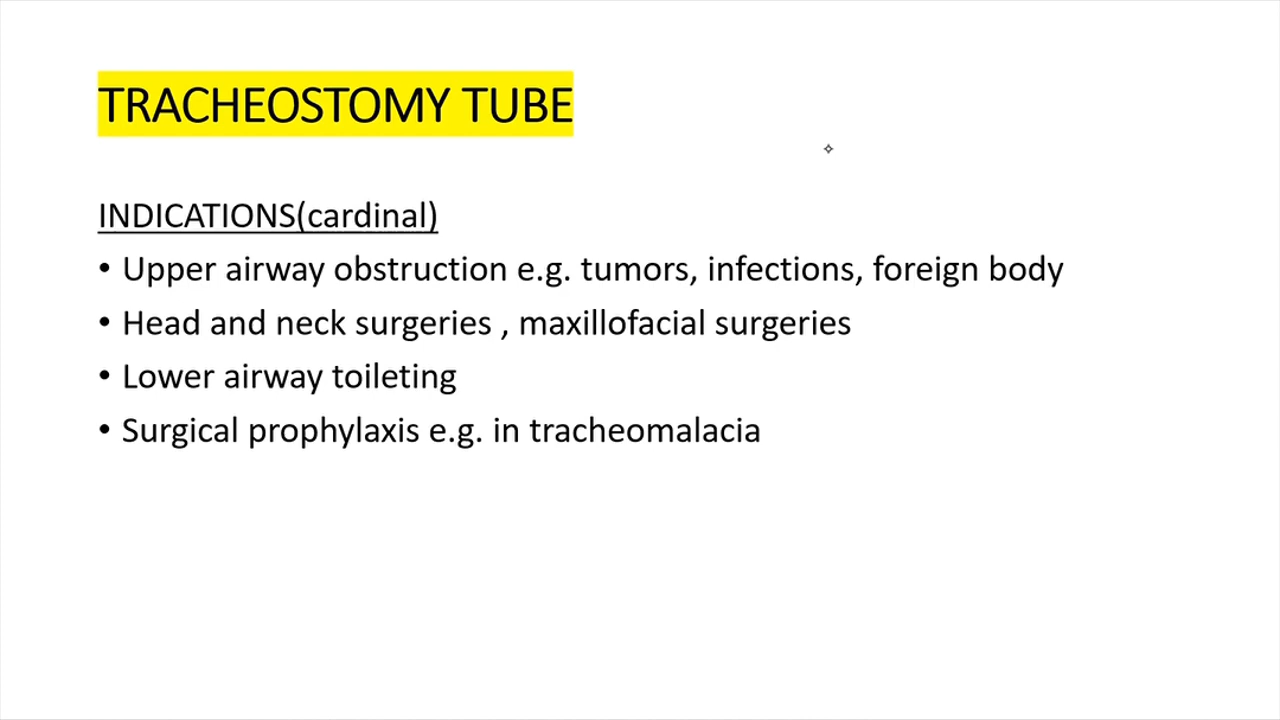 TRACHEOSTOMY TUBE
INDICATIONS(cardinal)
• Upper airway obstruction e.g. tumors, infections, foreign body
• Head and neck surgeries , maxillofacial surgeries
• Lower airway toileting
• Surgical prophylaxis e.g. in tracheomalacia